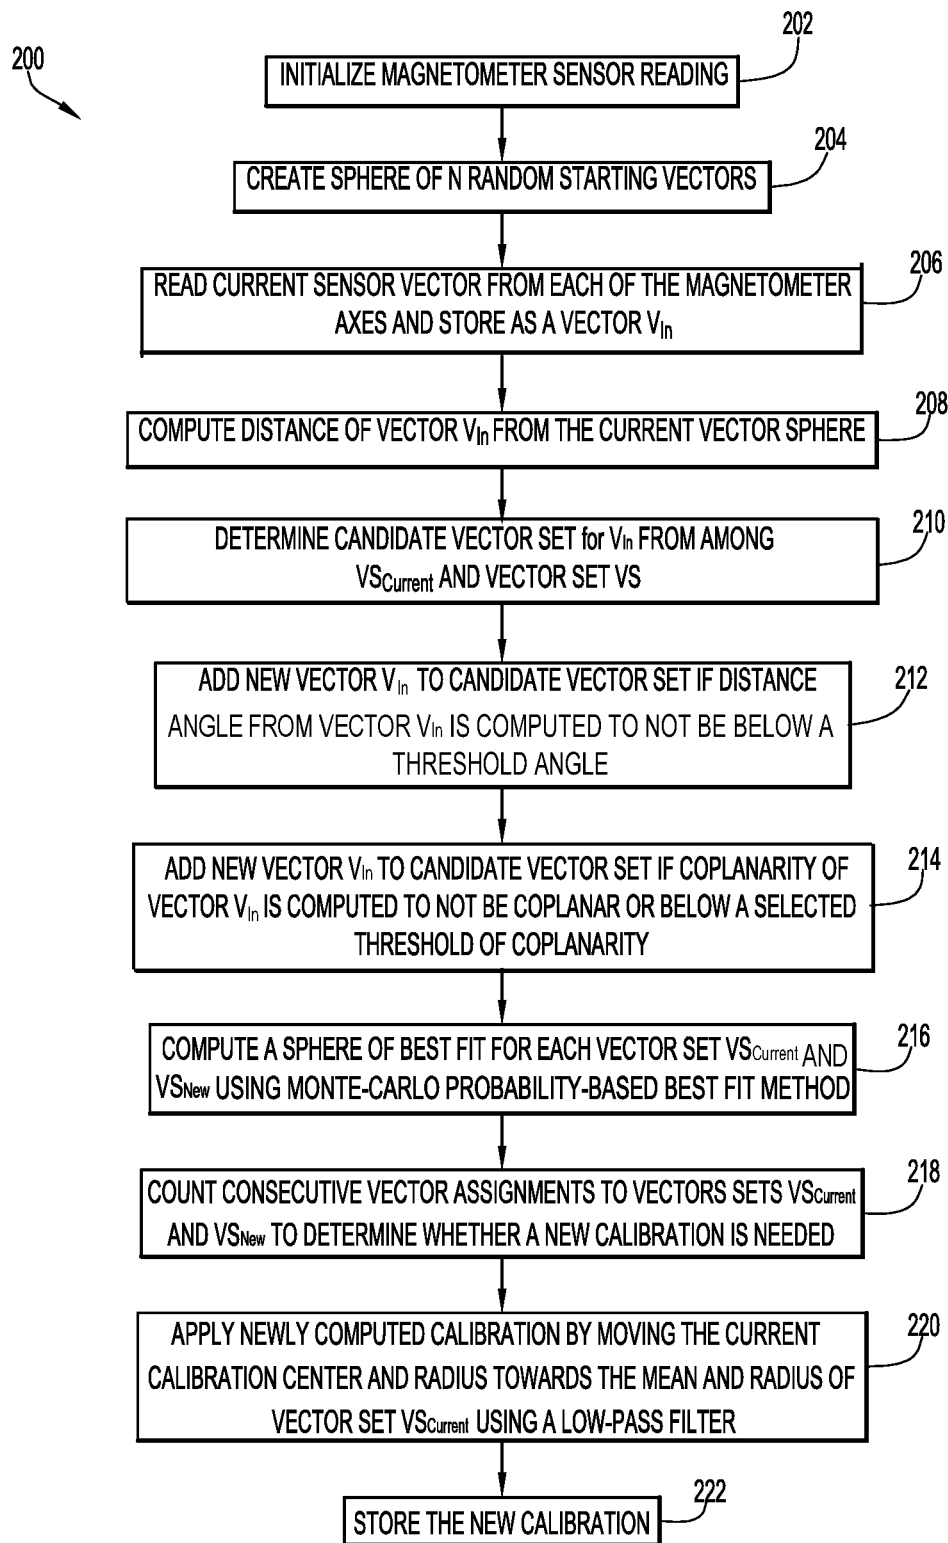 200
202
INITIALIZE MAGNETOMETER SENSOR READING
204
CREATE SPHERE OF N RANDOM STARTING VECTORS
206
READ CURRENT SENSOR VECTOR FROM EACH OF THE MAGNETOMETER
AXES AND STORE AS A VECTOR VIn
208
COMPUTE DISTANCE OF VECTOR VIn FROM THE CURRENT VECTOR SPHERE
210
DETERMINE CANDIDATE VECTOR SET for VIn FROM AMONG
VSCurrent AND VECTOR SET VS
212
ADD NEW VECTOR VIn TO CANDIDATE VECTOR SET IF DISTANCE
ANGLE FROM VECTOR VIn IS COMPUTED TO NOT BE BELOW A
THRESHOLD ANGLE
214
ADD NEW VECTOR VIn TO CANDIDATE VECTOR SET IF COPLANARITY OF
VECTOR VIn IS COMPUTED TO NOT BE COPLANAR OR BELOW A SELECTED
THRESHOLD OF COPLANARITY
216
COMPUTE A SPHERE OF BEST FIT FOR EACH VECTOR SET VSCurrent AND
VSNew USING MONTE-CARLO PROBABILITY-BASED BEST FIT METHOD
218
COUNT CONSECUTIVE VECTOR ASSIGNMENTS TO VECTORS SETS VSCurrent
AND VSNew TO DETERMINE WHETHER A NEW CALIBRATION IS NEEDED
220
APPLY NEWLY COMPUTED CALIBRATION BY MOVING THE CURRENT
CALIBRATION CENTER AND RADIUS TOWARDS THE MEAN AND RADIUS OF
VECTOR SET VSCurrent USING A LOW-PASS FILTER
222
STORE THE NEW CALIBRATION